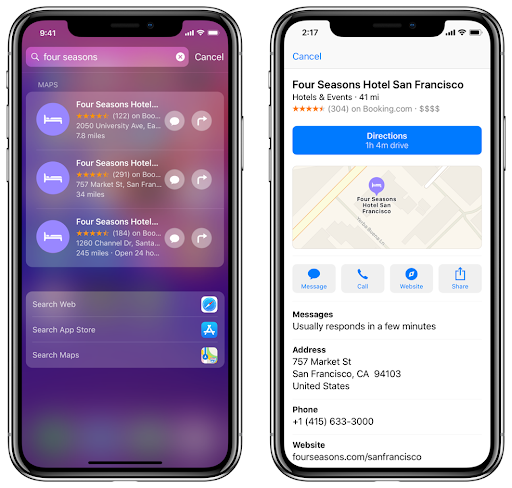 9:41
four seasons
Cancel
MAPS
Four Seasons Hotel...
(122) on Boo...
2050 University Ave, Ea...
7.8 miles
Four Seasons Hotel...
(291) on Boo...
757 Market St, San Fran...
34 miles
Four Seasons Hotel...
(184) on Boo...
1260 Channel Dr, Santa...
245 miles · Open 24 ho...
Search Web
Search App Store
Search Maps
2:17
Cancel
Four Seasons Hotel San Francisco
Hotels & Events · 41 mi
(304) on Booking.com · $$$$
Directions
1h 4m drive
Four Seasons
Hotel San
Francisco
Message
Call
Website
Share
Messages
Usually responds in a few minutes
Address
757 Market St
San Francisco, CA 94103
United States
Phone
+1 (415) 633-3000
Website
fourseasons.com/sanfrancisco